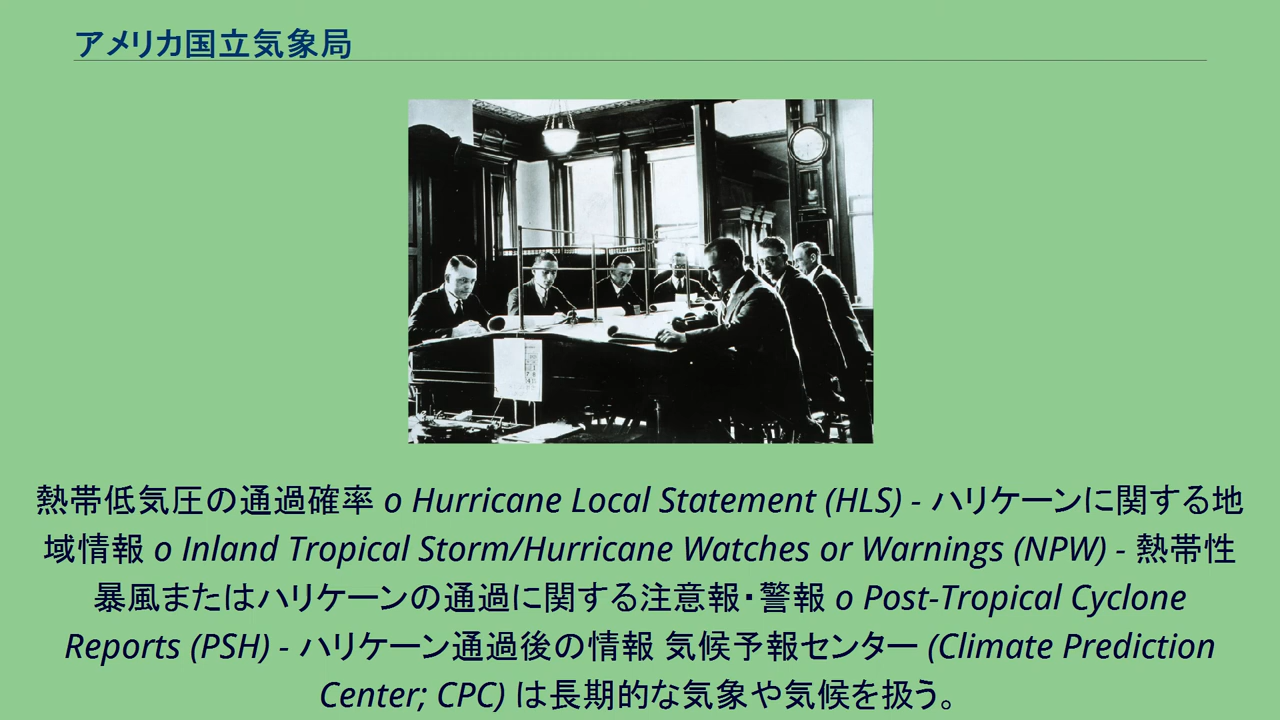 アメリカ国立気象局
熱帯低気圧の通過確率 o Hurricane Local Statement (HLS) - ハリケーンに関する地
域情報 o Inland Tropical Storm/Hurricane Watches or Warnings (NPW) - 熱帯性
暴風またはハリケーンの通過に関する注意報・警報 o Post-Tropical Cyclone
Reports (PSH) - ハリケーン通過後の情報 気候予報センター (Climate Prediction
Center; CPC) は長期的な気象や気候を扱う。